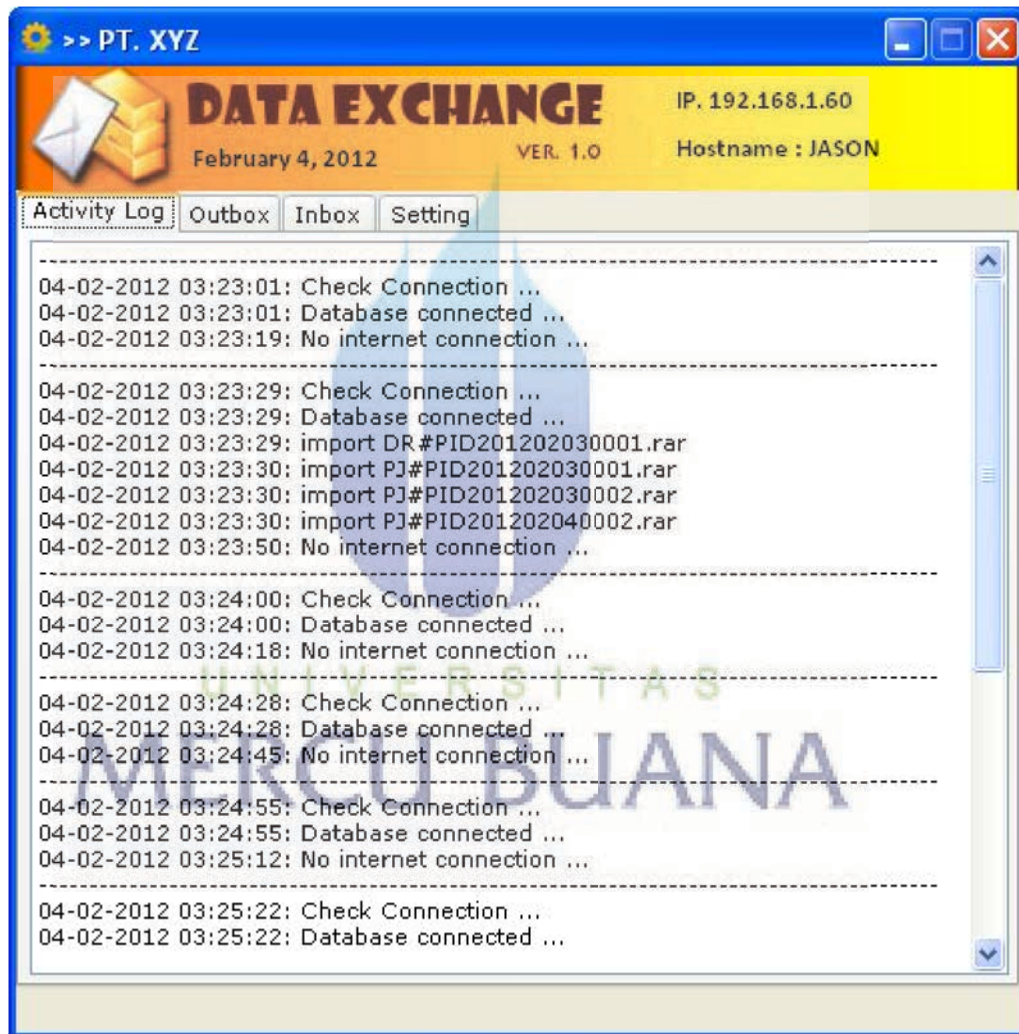 >> PT. XYZ
DATA EXCHANGE
IP. 192.168.1.60
February 4, 2012
VER. 1.0
Hostname : JASON
Activity Log
Outbox
Inbox
Setting
04-02-2012 03:23:01: Check Connection ...
04-02-2012 03:23:01: Database connected ...
04-02-2012 03:23:19: No internet connection ...
04-02-2012 03:23:29: Check Connection ...
04-02-2012 03:23:29: Database connected ...
04-02-2012 03:23:29: import DR#PID201202030001.rar
04-02-2012 03:23:30: import PJ#PID201202030001.rar
04-02-2012 03:23:30: import PJ#PID201202030002.rar
04-02-2012 03:23:30: import PJ#PID201202040002.rar
04-02-2012 03:23:50: No internet connection ...
04-02-2012 03:24:00: Check Connection ...
04-02-2012 03:24:00: Database connected ...
04-02-2012 03:24:18: No internet connection ...
UNIVERSITAS
04-02-2012 03:24:28: Check Connection ...
04-02-2012 03:24:28: Database connected ...
04-02-2012 03:24:45: No internet connection ...
MERCU BUANA
04-02-2012 03:24:55: Check Connection ...
04-02-2012 03:24:55: Database connected ...
04-02-2012 03:25:12: No internet connection ...
04-02-2012 03:25:22: Check Connection ...
04-02-2012 03:25:22: Database connected ...